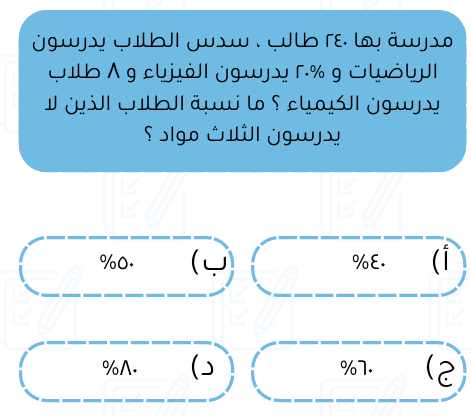 مدرسة بها ٢٤٠ طالب ، سدس الطلاب يدرسون
الرياضيات و ٢٠% يدرسون الفيزياء و ٨ طلاب
يدرسون الكيمياء ؟ ما نسبة الطلاب الذين لا
يدرسون الثلاث مواد ؟
أ) ٤٠%
ب) ٥٠%
ج) ٦٠%
د) ٨٠%